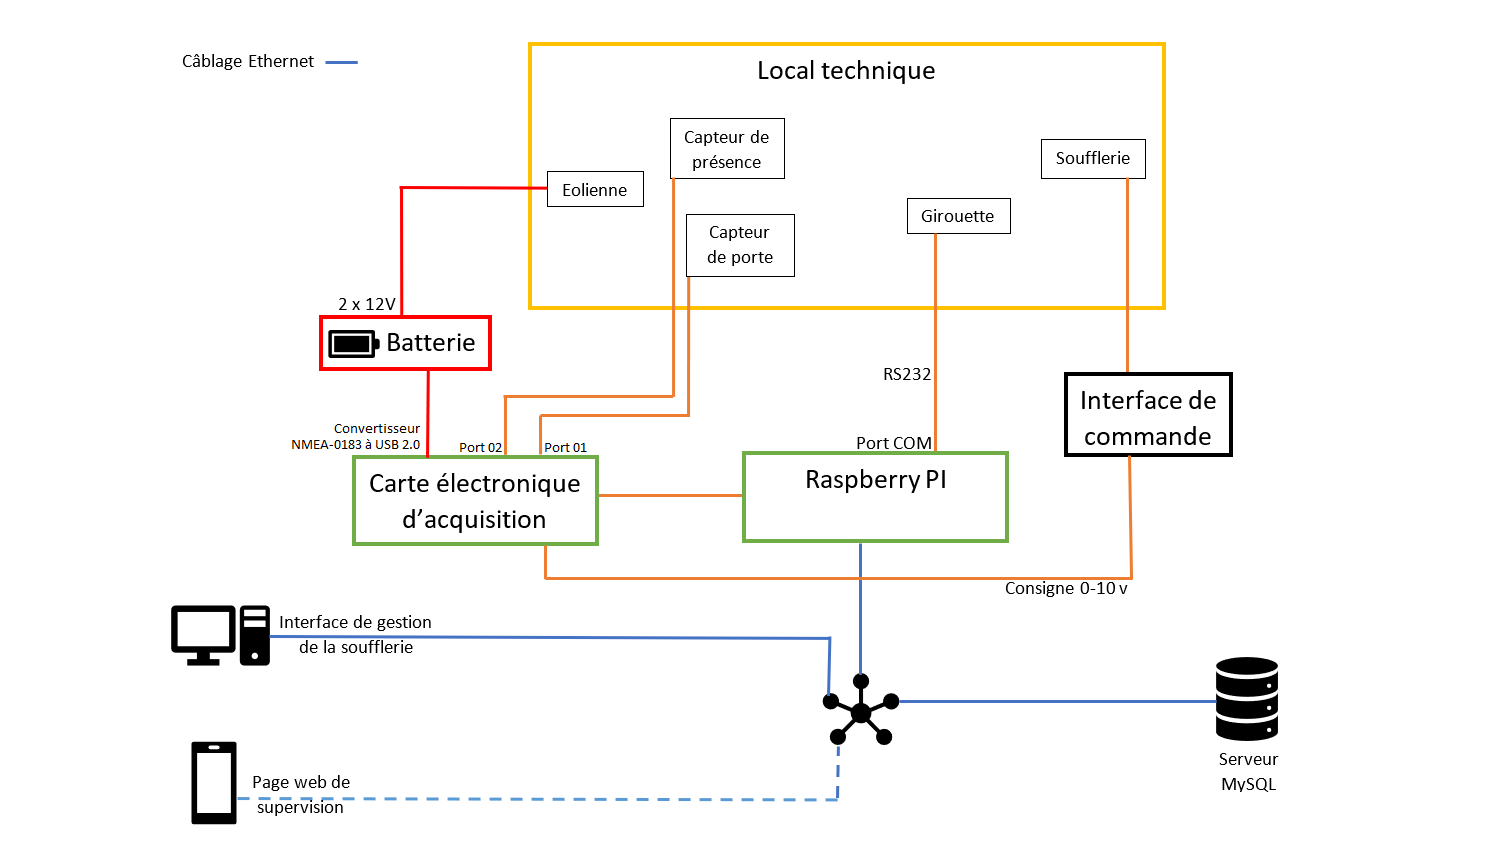 Câblage Ethernet
Local technique
Capteur de
présence
Soufflerie
Eolienne
Girouette
Capteur
de porte
2 x 12V
Batterie
RS232
Interface de
commande
Convertisseur
NMEA-0183 à USB 2.0
Port 02
Port 01
Port COM
Carte électronique
d’acquisition
Raspberry PI
Consigne 0-10 v
Interface de gestion
de la soufflerie
Serveur
MySQL
Page web de
supervision